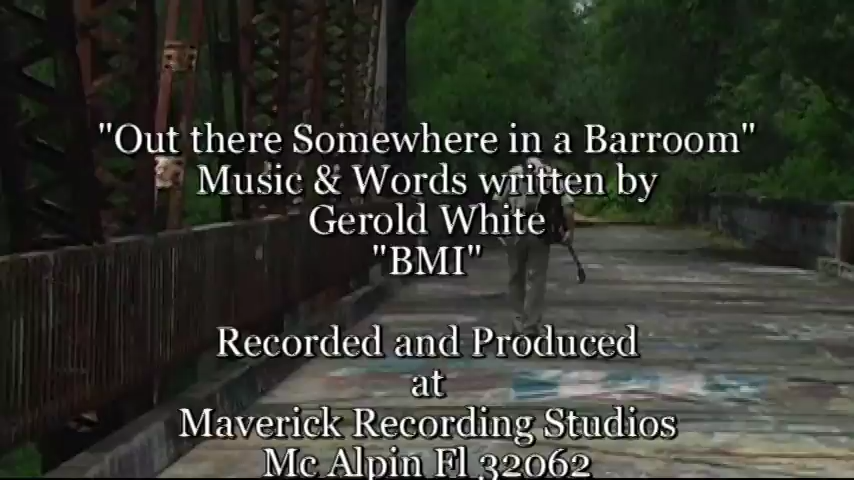 "Out there Somewhere in a Barroom"
Music & Words written by
Gerold White
"BMI"
Recorded and Produced
at
Maverick Recording Studios
Mc Alpin Fl 32062